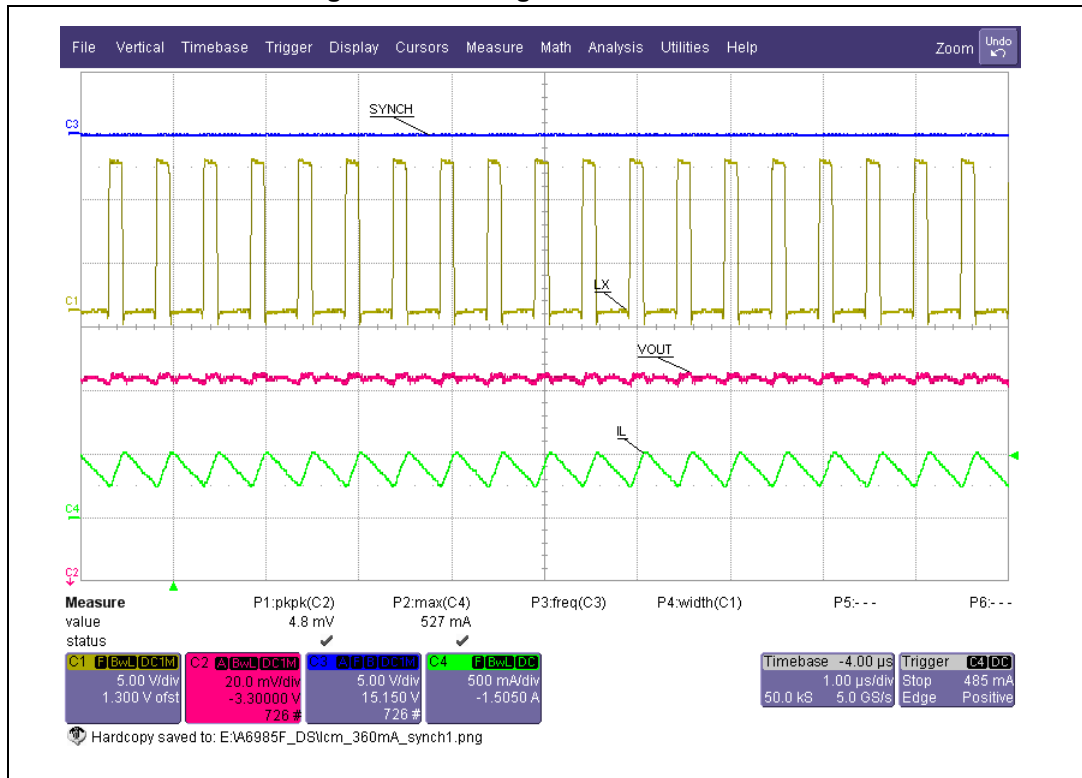 File Vertical Timebase Trigger Display Cursors Measure Math Analysis Utilities Help Zoom Undo
SYNCH
C3
C1
LX
VOUT
IL
C4
C2
Measure P1:pkpk(C2) P2:max(C4) P3:freq(C3) P4:width(C1) P5:- - - P6:- - -
value 4.8 mV 527 mA
status
C1 F BwL DC1M C2 A BwL DC1M C3 A F B DC1M C4 F BwL DC Timebase -4.00 µs Trigger C4 DC
5.00 V/div 20.0 mV/div 5.00 V/div 500 mA/div 1.00 µs/div Stop 485 mA
1.300 V ofst -3.30000 V 15.150 V -1.5050 A 50.0 kS 5.0 GS/s Edge Positive
726 # 726 #
Hardcopy saved to: E:\A6985F_DS\lcm_360mA_synch1.png